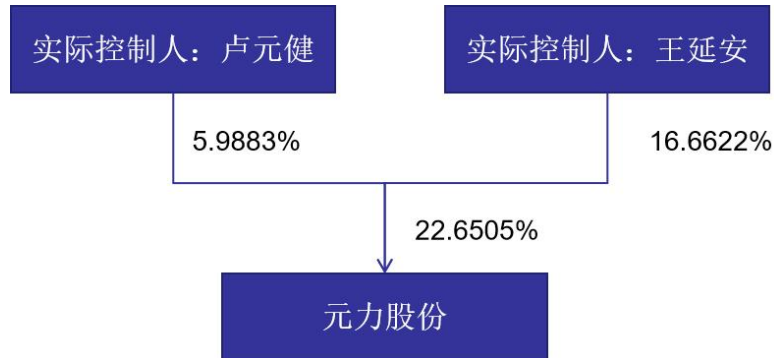 实际控制人：卢元健
实际控制人：王延安
5.9883%
16.6622%
22.6505%
元力股份